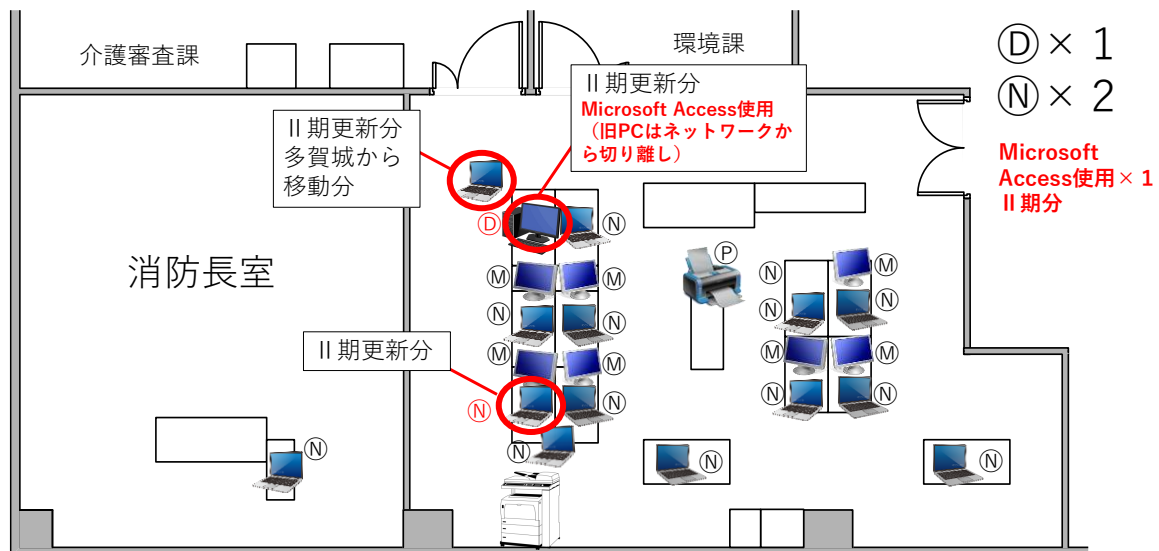 介護審査課
環境課
Ⓓ× 1
Ⓝ× 2
Microsoft
Access使用× 1
Ⅱ期分
Ⅱ期更新分
Microsoft Access使用
（旧PCはネットワークか
ら切り離し）
Ⅱ期更新分
多賀城から
移動分
Ⓓ
Ⓝ
消防長室
Ⓜ
Ⓜ
Ⓝ
Ⓝ
Ⓜ
Ⓜ
Ⅱ期更新分
Ⓝ
Ⓝ
Ⓝ
Ⓟ
Ⓝ
Ⓜ
Ⓝ
Ⓝ
Ⓜ
Ⓜ
Ⓝ
Ⓝ
Ⓝ
Ⓝ
Ⓝ